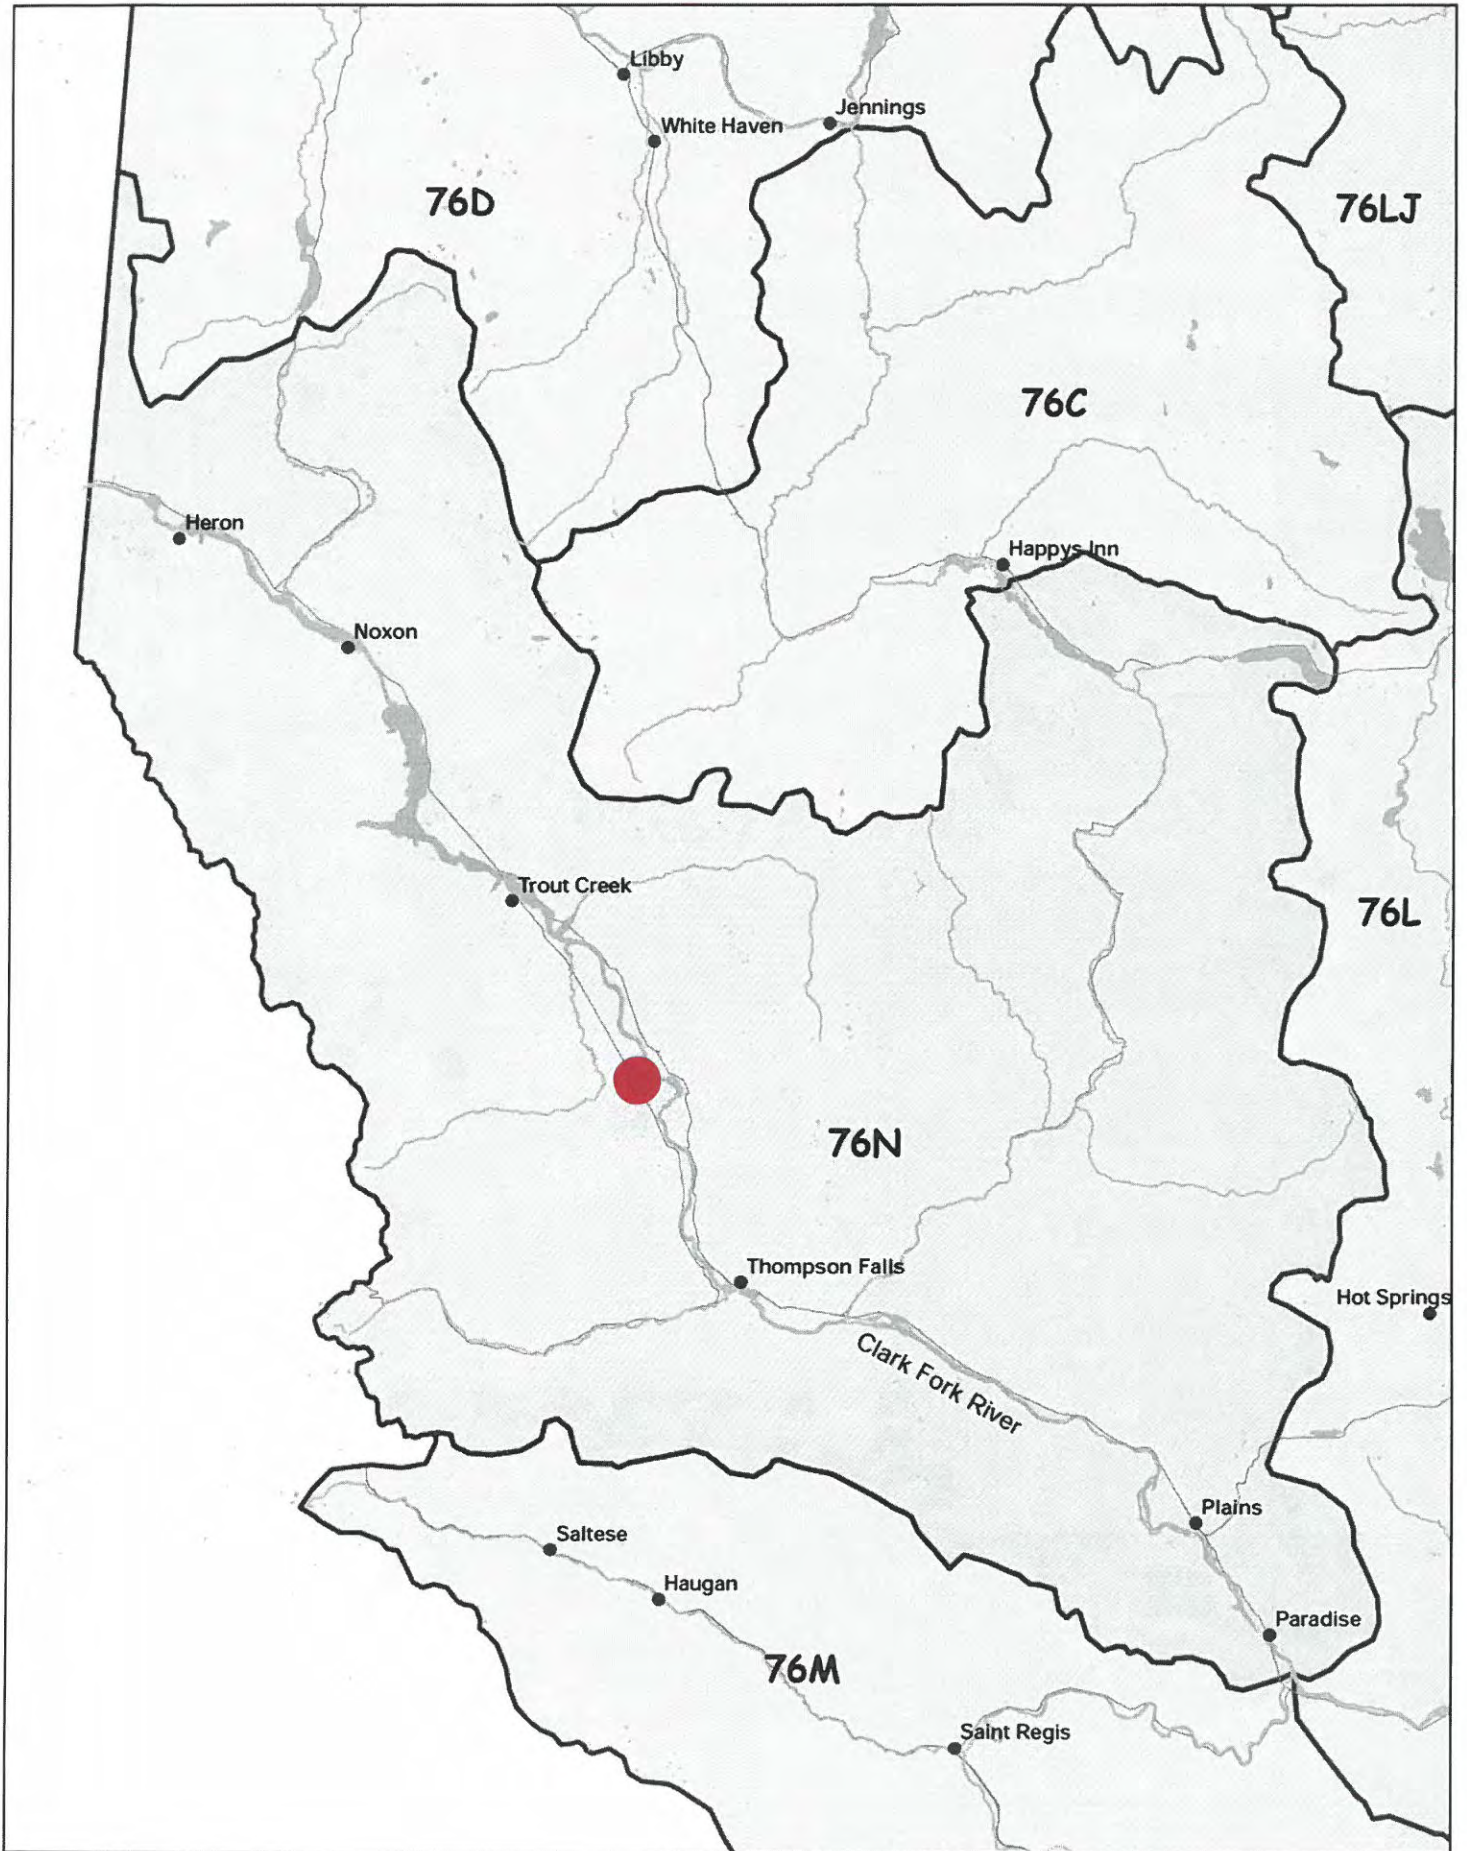 Libby
Jennings
White Haven
76D
76LJ
76C
Heron
Happys Inn
Noxon
Trout Creek
76L
76N
Thompson Falls
Hot Springs
Clark Fork River
Plains
Saltese
Haugan
Paradise
76M
Saint Regis